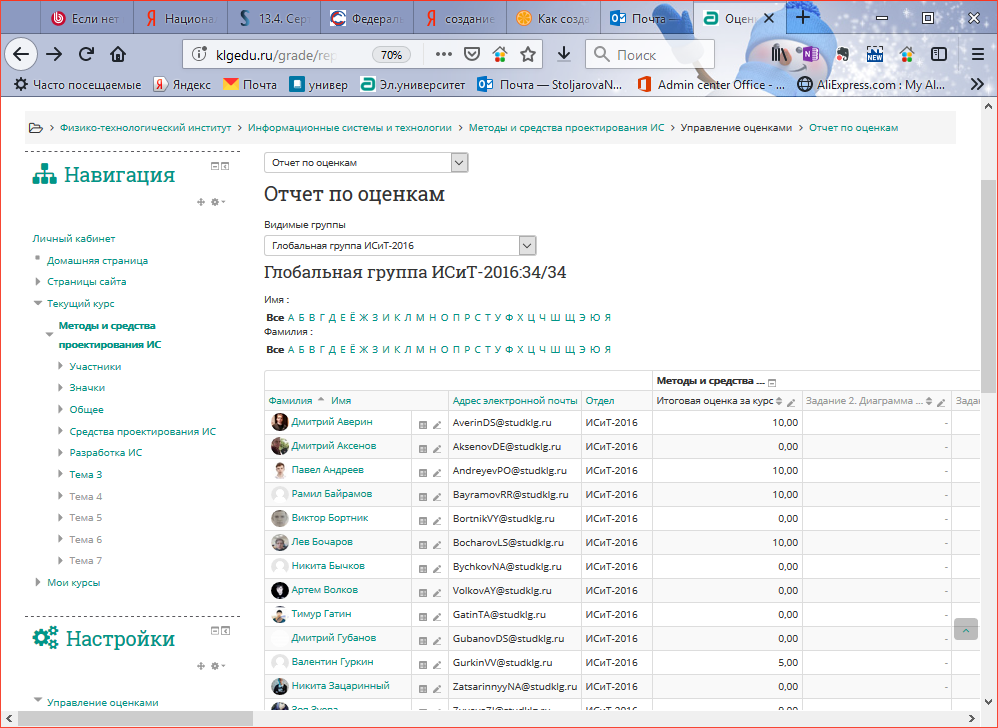 Если нет
Национа
13.4. Сер
Федераль
создание
Как созда
Почта —
Оцен
klgedu.ru/grade/rep
70%
Поиск
Часто посещаемые
Яндекс
Почта
универ
Эл.университет
Почта — StoljarovaN...
Admin center Office - ...
AliExpress.com : My Al...
Физико-технологический институт > Информационные системы и технологии > Методы и средства проектирования ИС > Управление оценками > Отчет по оценкам
Навигация
Личный кабинет
Домашняя страница
Страницы сайта
Текущий курс
Методы и средства
проектирования ИС
Участники
Значки
Общее
Средства проектирования ИС
Разработка ИС
Тема 3
Тема 4
Тема 5
Тема 6
Тема 7
Мои курсы
Настройки
Управление оценками
Отчет по оценкам
Отчет по оценкам
Видимые группы
Глобальная группа ИСиТ-2016
Глобальная группа ИСиТ-2016:34/34
Имя :
Все А Б В Г Д Е Ё Ж З И К Л М Н О П Р С Т У Ф Х Ц Ч Ш Щ Э Ю Я
Фамилия :
Все А Б В Г Д Е Ё Ж З И К Л М Н О П Р С Т У Ф Х Ц Ч Ш Щ Э Ю Я
Методы и средства ...
Фамилия Имя Адрес электронной почты Отдел Итоговая оценка за курс Задание 2. Диаграмма ... Задан
Дмитрий Аверин AverinDS@studklg.ru ИСиТ-2016 10,00 -
Дмитрий Аксенов AksenovDE@studklg.ru ИСиТ-2016 0,00 -
Павел Андреев AndreyevPO@studklg.ru ИСиТ-2016 10,00 -
Рамил Байрамов BayramovRR@studklg.ru ИСиТ-2016 10,00 -
Виктор Бортник BortnikVY@studklg.ru ИСиТ-2016 0,00 -
Лев Бочаров BocharovLS@studklg.ru ИСиТ-2016 10,00 -
Никита Бычков BychkovNA@studklg.ru ИСиТ-2016 0,00 -
Артем Волков VolkovAY@studklg.ru ИСиТ-2016 0,00 -
Тимур Гатин GatinTA@studklg.ru ИСиТ-2016 0,00 -
Дмитрий Губанов GubanovDS@studklg.ru ИСиТ-2016 0,00 -
Валентин Гуркин GurkinVV@studklg.ru ИСиТ-2016 5,00 -
Никита Зацаринный ZatsarinnyyNA@studklg.ru ИСиТ-2016 0,00 -